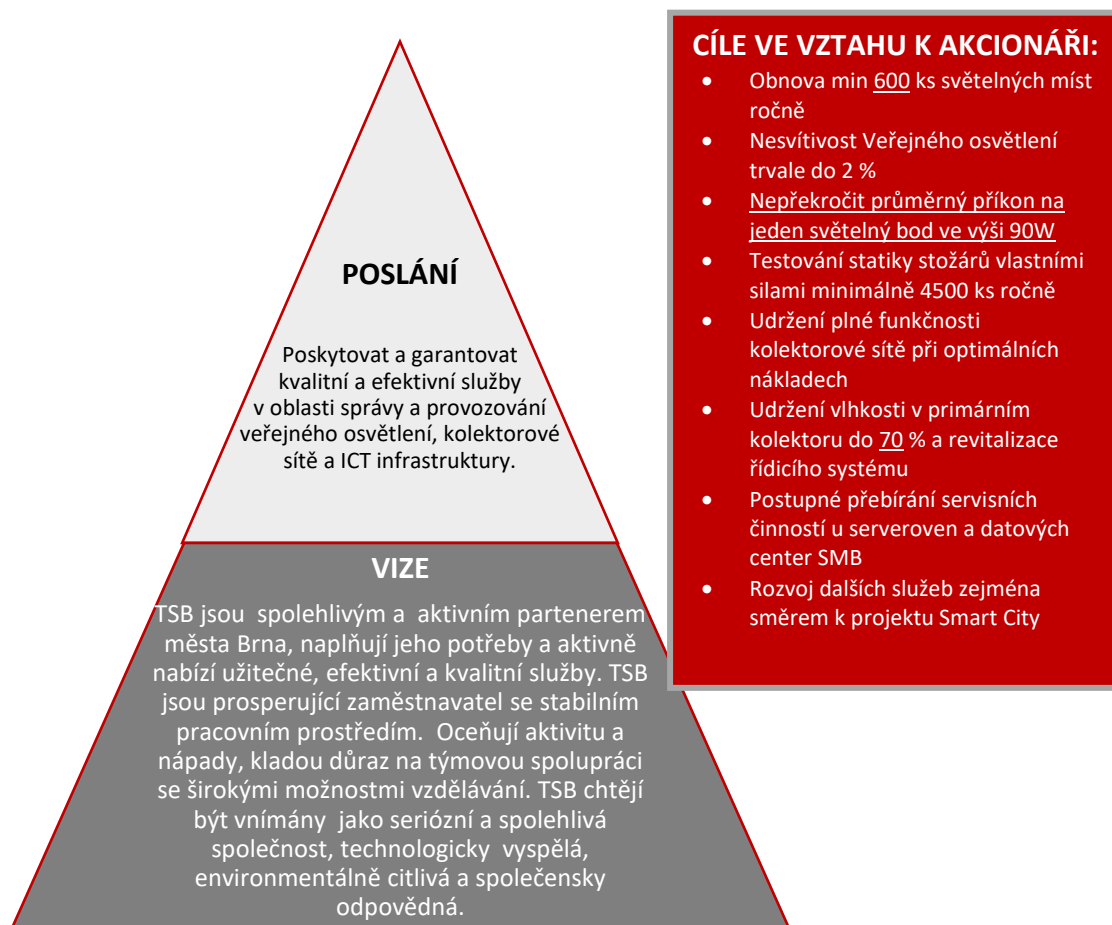 POSLÁNÍ
Poskytovat a garantovat
kvalitní a efektivní služby
v oblasti správy a provozování
veřejného osvětlení, kolektorové
sítě a ICT infrastruktury.
VIZE
TSB jsou spolehlivým a aktivním partenerem
města Brna, naplňují jeho potřeby a aktivně
nabízí užitečné, efektivní a kvalitní služby. TSB
jsou prosperující zaměstnavatel se stabilním
pracovním prostředím. Oceňují aktivitu a
nápady, kladou důraz na týmovou spolupráci
se širokými možnostmi vzdělávání. TSB chtějí
být vnímány jako seriózní a spolehlivá
společnost, technologicky vyspělá,
environmentálně citlivá a společensky
odpovědná.
CÍLE VE VZTAHU K AKCIONÁŘI:
• Obnova min 600 ks světelných míst
ročně
• Nesvítivost Veřejného osvětlení
trvale do 2 %
• Nepřekročit průměrný příkon na
jeden světelný bod ve výši 90W
• Testování statiky stožárů vlastními
silami minimálně 4500 ks ročně
• Udržení plné funkčnosti
kolektorové sítě při optimálních
nákladech
• Udržení vlhkosti v primárním
kolektoru do 70 % a revitalizace
řídicího systému
• Postupné přebírání servisních
činností u serveroven a datových
center SMB
• Rozvoj dalších služeb zejména
směrem k projektu Smart City